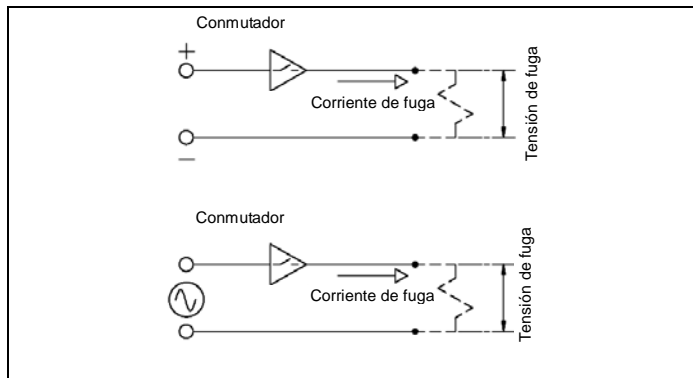 Conmutador
+
Corriente de fuga
Tensión de fuga
−
Conmutador
Corriente de fuga
Tensión de fuga